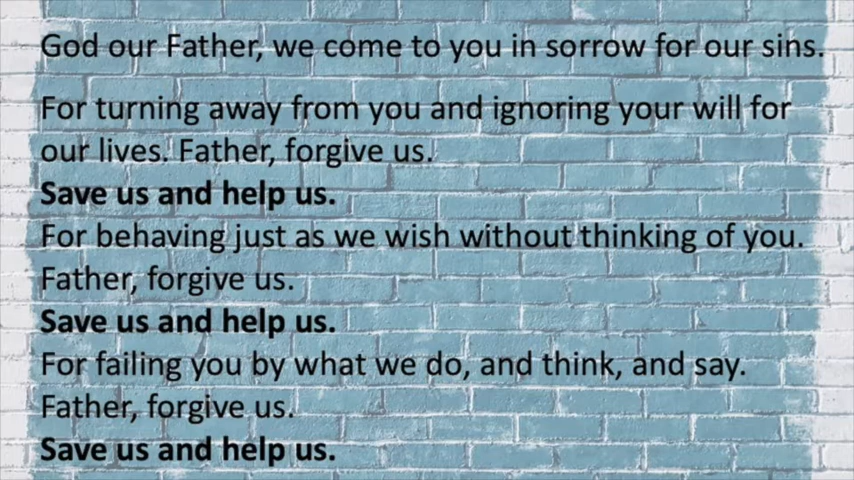 God our Father, we come to you in sorrow for our sins.
For turning away from you and ignoring your will for
our lives. Father, forgive us.
Save us and help us.
For behaving just as we wish without thinking of you.
Father, forgive us.
Save us and help us.
For failing you by what we do, and think, and say.
Father, forgive us.
Save us and help us.